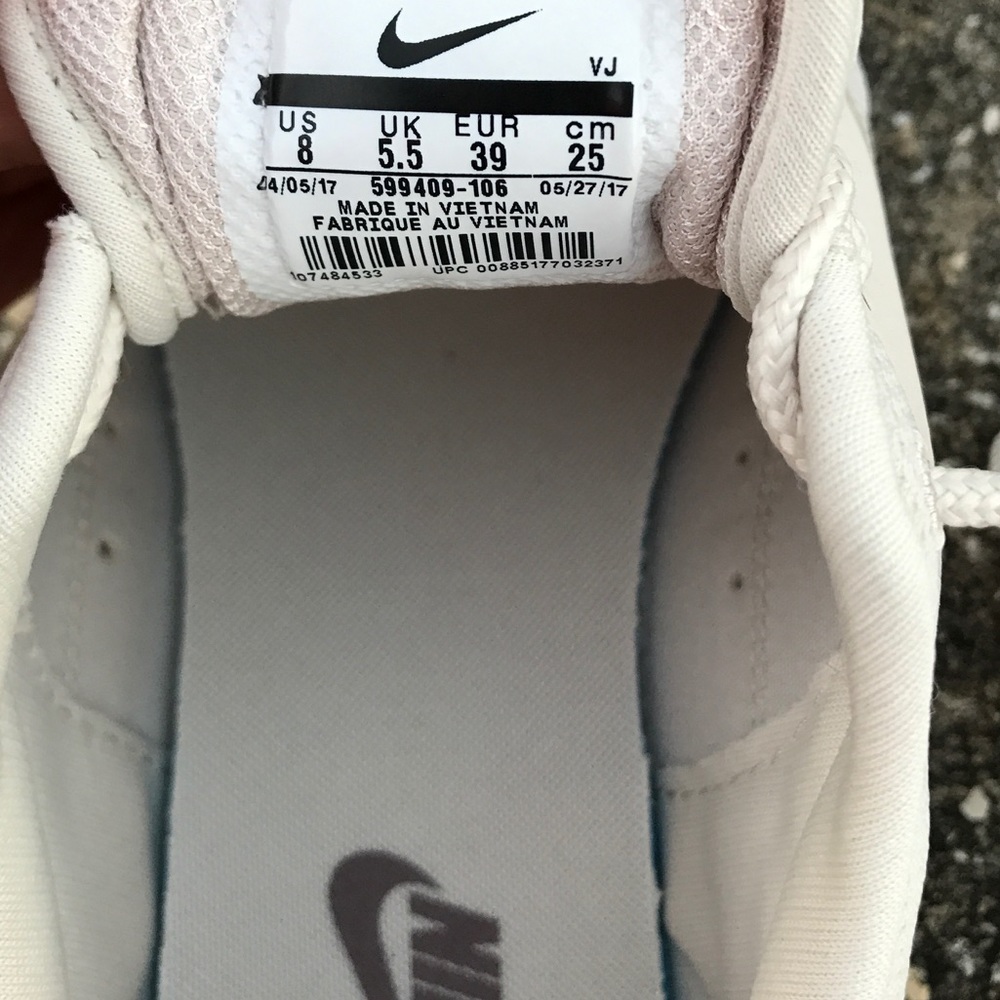 VJ
US UK EUR cm
8 5.5 39 25
04/05/17 599409-106 05/27/17
MADE IN VIETNAM
FABRIQUE AU VIETNAM
107484533 UPC 00885177032371
NIKE